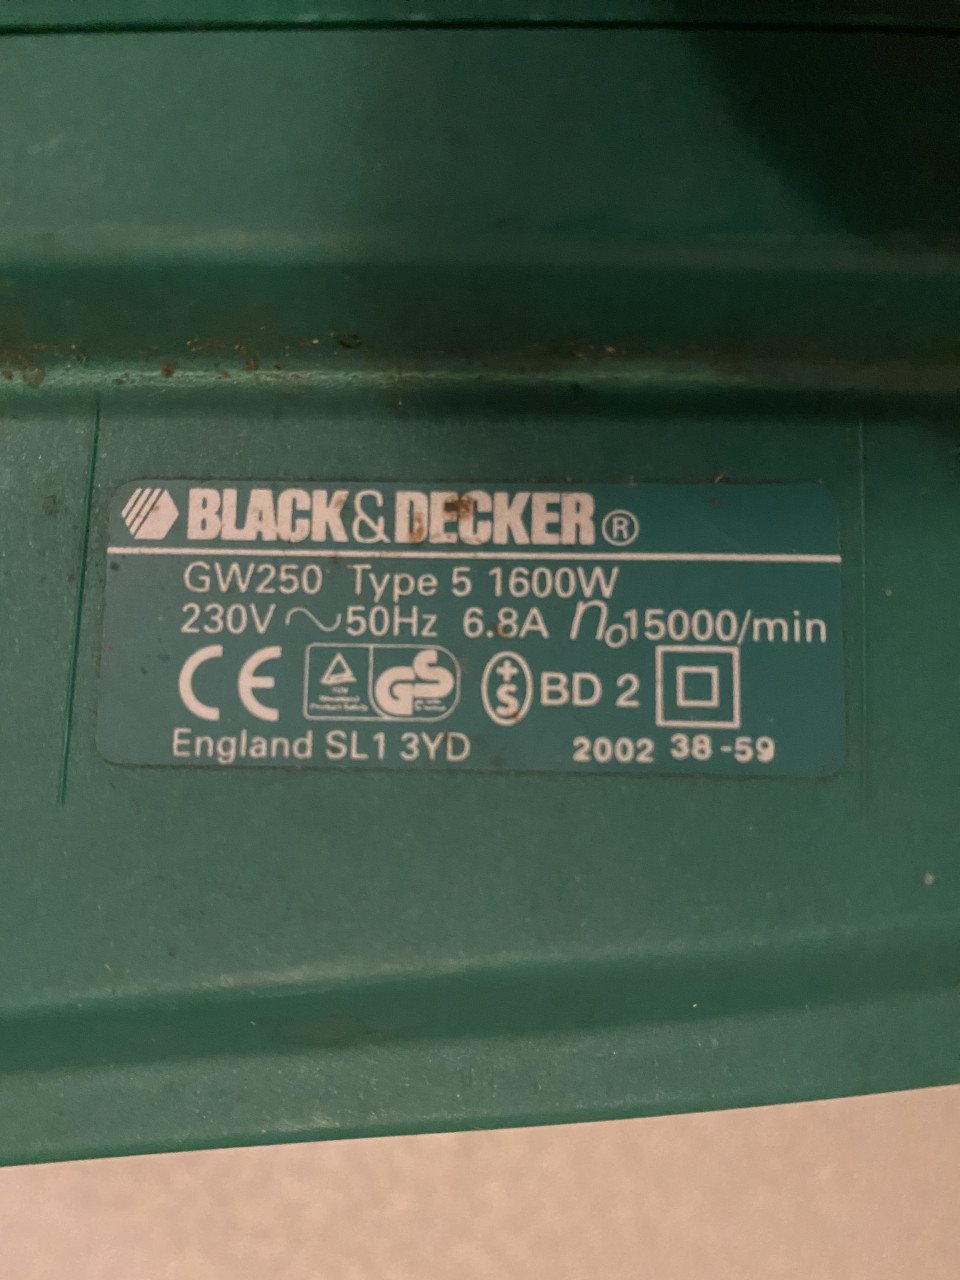 BLACK&DECKER®
GW250 Type 5 1600W
230V ~ 50Hz 6.8A n₀15000/min
CE GS +S BD 2
England SL1 3YD 2002 38-59